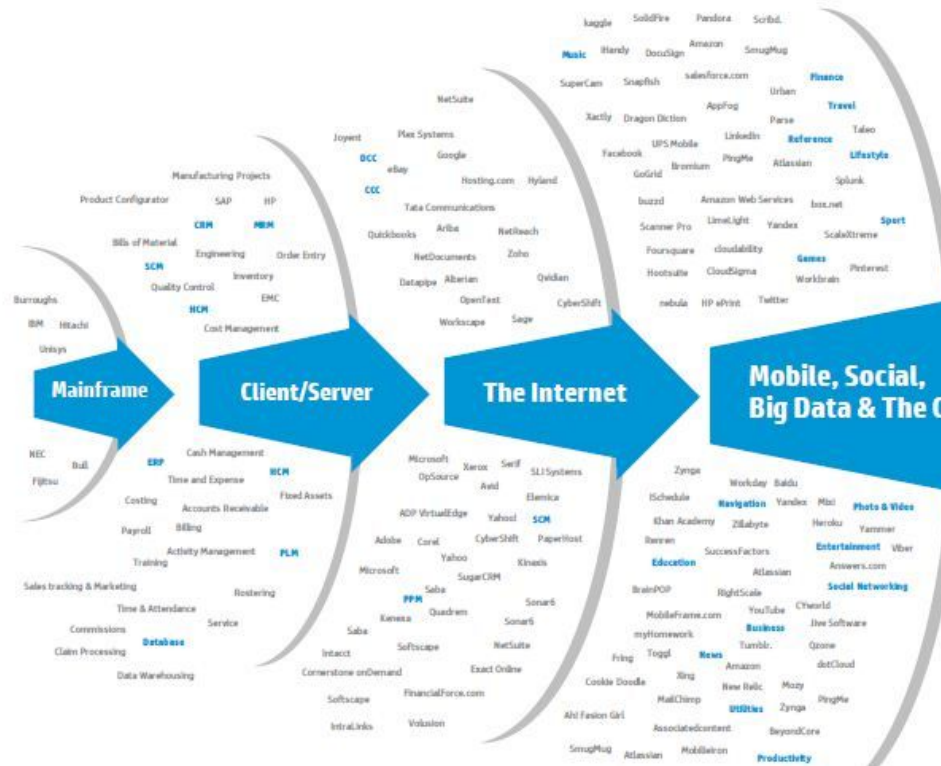 Burroughs
IBM Hitachi
Unisys
Mainframe
NEC
Bull
Fijitsu
Manufacturing Projects
Product Configurator SAP HP
CRM MRM
Bills of Material
Engineering Order Entry
SCM
Inventory
Quality Control
EMC
HCM
Cost Management
Client/Server
Cash Management
ERP
HCM
Time and Expense
Fixed Assets
Costing
Accounts Receivable
Payroll Billing
Activity Management PLM
Training
Sales tracking & Marketing
Rostering
Time & Attendance
Service
Commissions
Database
Claim Processing
Data Warehousing
NetSuite
Joyent Plex Systems
DCC Google
eBay
Hosting.com Hyland
CCC
Tata Communications
Quickbooks Ariba NetReach
NetDocuments Zoho
Datapipe Alterian Qvidian
OpenText CyberShift
Workscape Sage
The Internet
Microsoft Xerox Serif
OpSource SLI Systems
Avid
Elemica
ADP VirtualEdge Yahoo! SCM
Adobe Corel CyberShift PaperHost
Yahoo Kinaxis
Microsoft
SugarCRM
Saba
PPM Sonar6
Kenexa Quadrem
Saba Sonar6
Intacct Softscape NetSuite
Cornerstone onDemand Exact Online
Softscape FinancialForce.com
IntraLinks Volusion
kaggle SolidFire Pandora Scribd.
Music iHandy DocuSign Amazon SmugMug
SuperCam Snapfish salesforce.com Finance
Urban
AppFog Travel
Xactly Dragon Diction Parse
Taleo
UPS Mobile LinkedIn Reference
Facebook PingMe Lifestyle
GoGrid Bromium Atlassian
Splunk
buzzd Amazon Web Services box.net
Scanner Pro LimeLight Yandex Sport
ScaleXtreme
Foursquare cloudability
Games
Hootsuite CloudSigma Pinterest
Workbrain
nebula HP ePrint Twitter
Mobile, Social,
Big Data & The C
Zynga
Workday Baidu
iSchedule Navigation Yandex Mixi Photo & Video
Khan Academy Zillabyte Heroku Yammer
Renren
SuccessFactors Entertainment Viber
Education Answers.com
Atlassian
BrainPOP RightScale Social Networking
MobileFrame.com YouTube CYworld
Business Jive Software
myHomework
Tumblr. Qzone
Fring Toggl News
Amazon dotCloud
Cookie Doodle Xing
New Relic Mozy
MailChimp PingMe
Utilities Zynga
Ah! Fasion Girl
Associatedcontent BeyondCore
SmugMug Atlassian MobileIron
Productivity